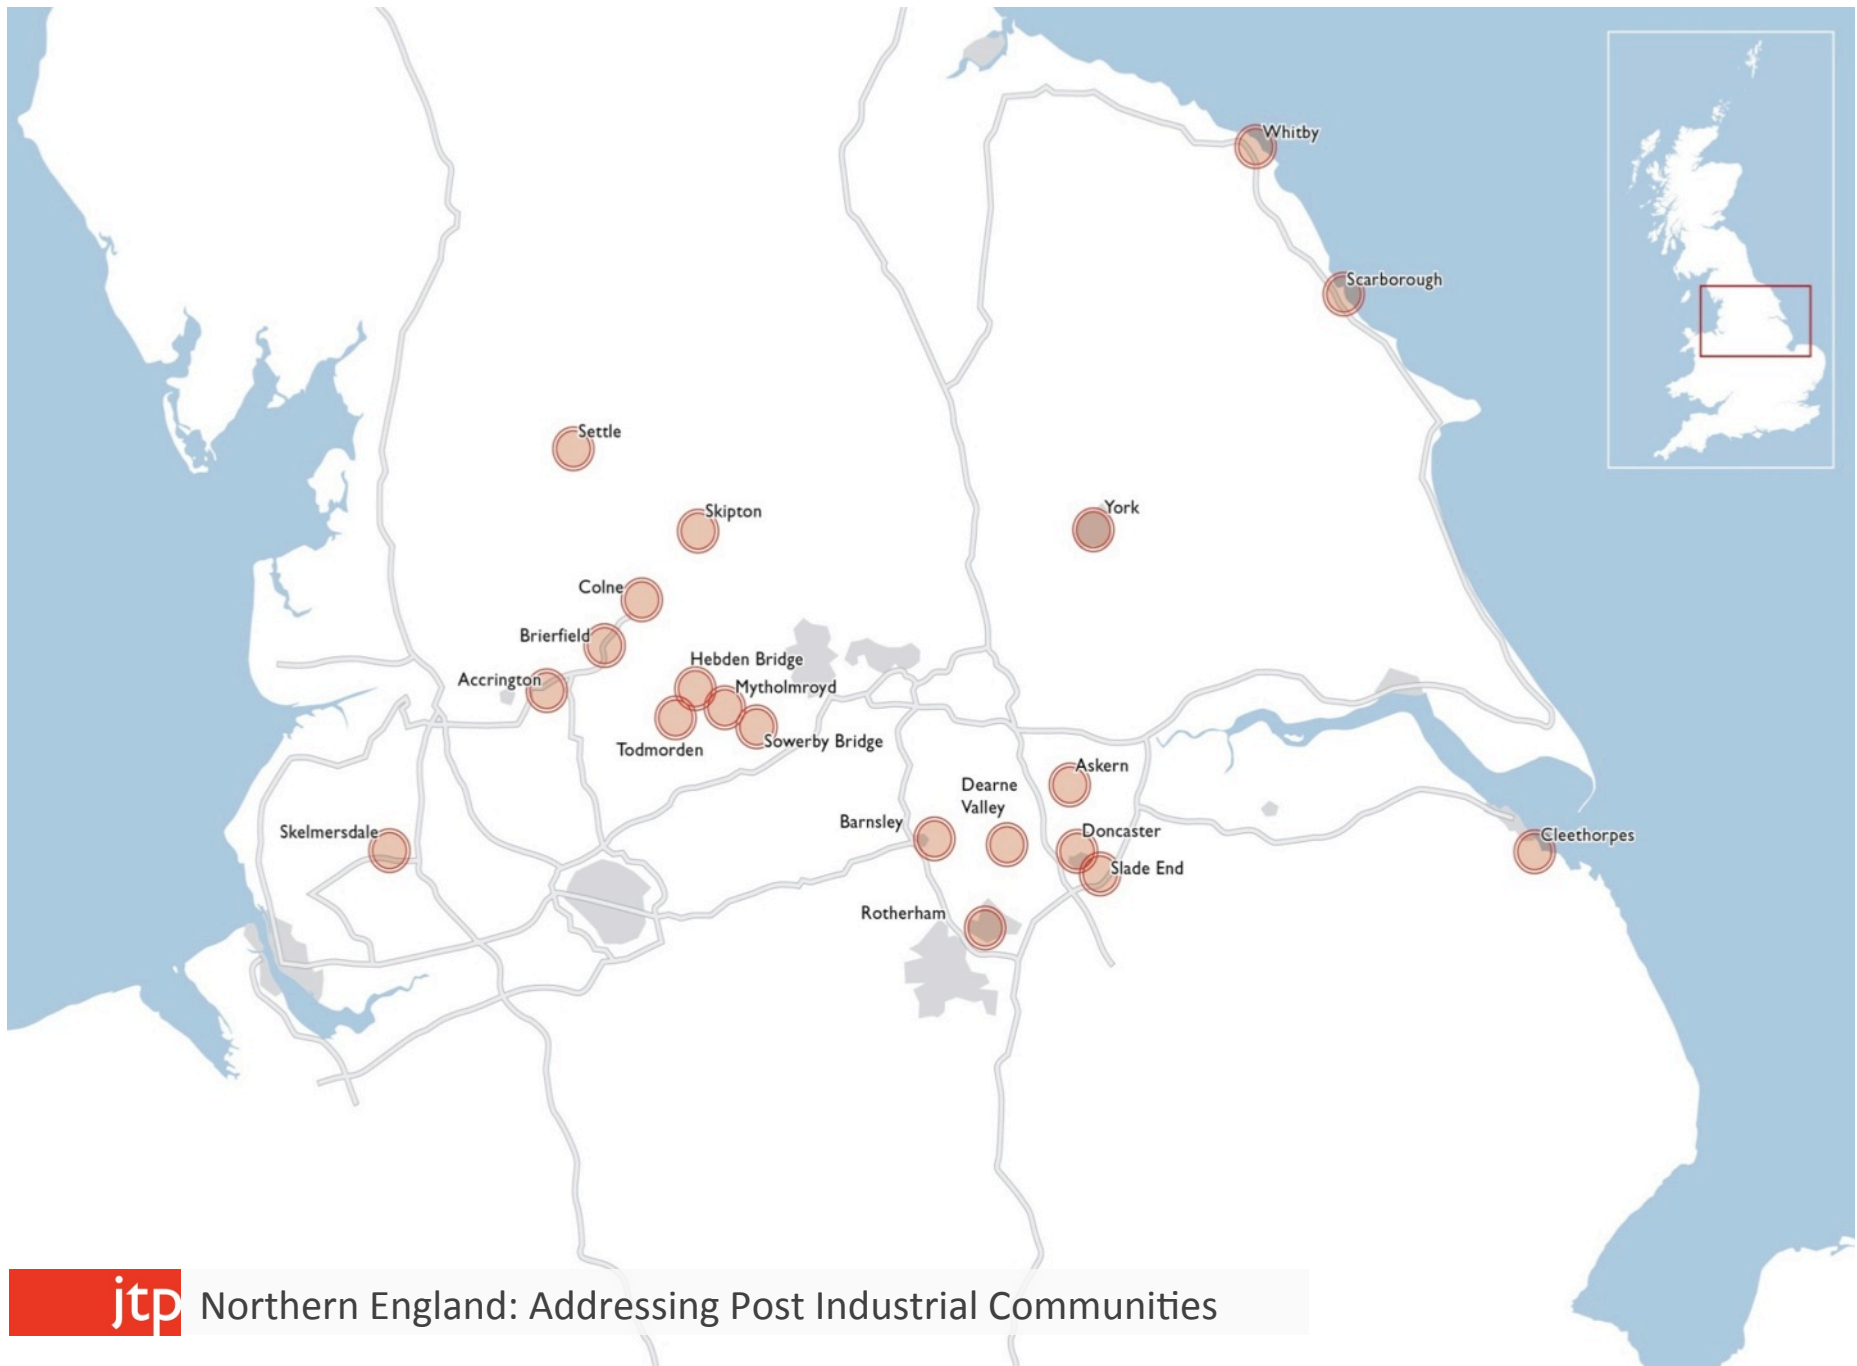 Whitby
Scarborough
Settle
Skipton
York
Colne
Brierfield
Hebden Bridge
Accrington
Mytholmroyd
Todmorden
Sowerby Bridge
Askern
Dearne
Valley
Barnsley
Skelmersdale
Doncaster
Cleethorpes
Slade End
Rotherham
jtp
Northern England: Addressing Post Industrial Communities